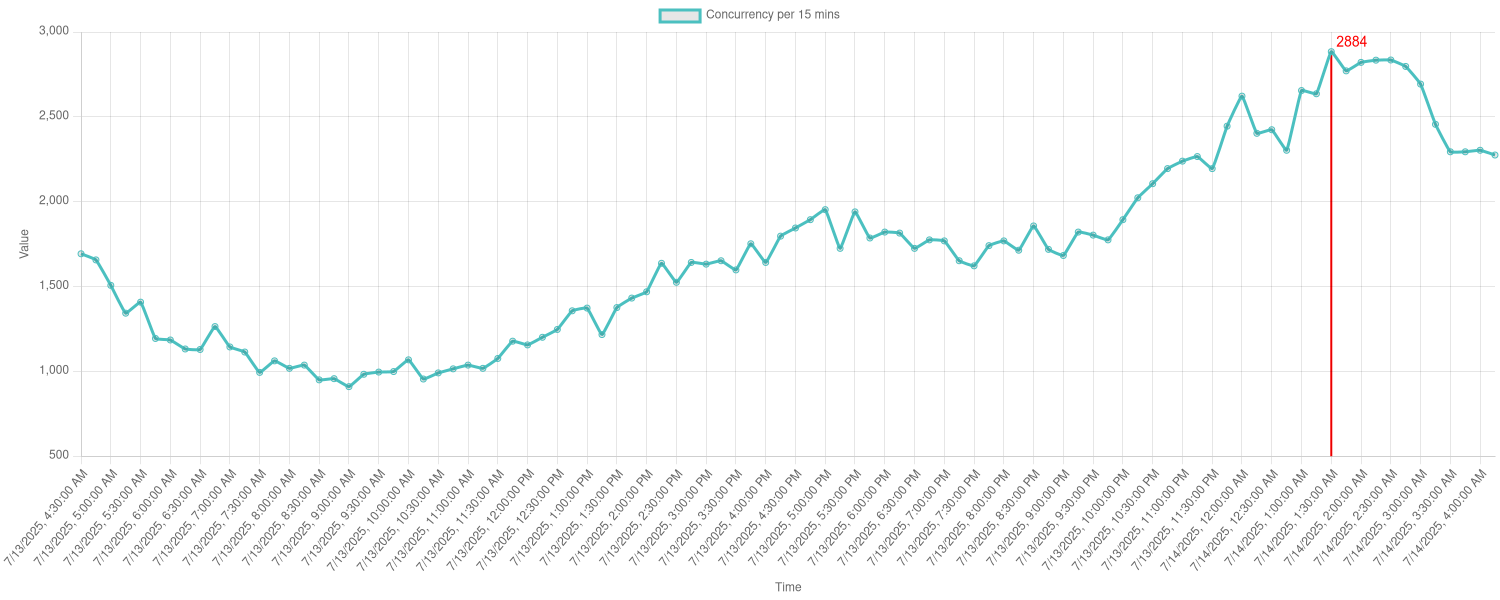 Concurrency per 15 mins
3,000
2884
2,500
2,000
Value
1,500
1,000
500
7/13/2025, 4:30:00 AM
7/13/2025, 5:00:00 AM
7/13/2025, 5:30:00 AM
7/13/2025, 6:00:00 AM
7/13/2025, 6:30:00 AM
7/13/2025, 7:00:00 AM
7/13/2025, 7:30:00 AM
7/13/2025, 8:00:00 AM
7/13/2025, 8:30:00 AM
7/13/2025, 9:00:00 AM
7/13/2025, 9:30:00 AM
7/13/2025, 10:00:00 AM
7/13/2025, 10:30:00 AM
7/13/2025, 11:00:00 AM
7/13/2025, 11:30:00 AM
7/13/2025, 12:00:00 PM
7/13/2025, 12:30:00 PM
7/13/2025, 1:00:00 PM
7/13/2025, 1:30:00 PM
7/13/2025, 2:00:00 PM
7/13/2025, 2:30:00 PM
7/13/2025, 3:00:00 PM
7/13/2025, 3:30:00 PM
7/13/2025, 4:00:00 PM
7/13/2025, 4:30:00 PM
7/13/2025, 5:00:00 PM
7/13/2025, 5:30:00 PM
7/13/2025, 6:00:00 PM
7/13/2025, 6:30:00 PM
7/13/2025, 7:00:00 PM
7/13/2025, 7:30:00 PM
7/13/2025, 8:00:00 PM
7/13/2025, 8:30:00 PM
7/13/2025, 9:00:00 PM
7/13/2025, 9:30:00 PM
7/13/2025, 10:00:00 PM
7/13/2025, 10:30:00 PM
7/13/2025, 11:00:00 PM
7/13/2025, 11:30:00 PM
7/14/2025, 12:00:00 AM
7/14/2025, 12:30:00 AM
7/14/2025, 1:00:00 AM
7/14/2025, 1:30:00 AM
7/14/2025, 2:00:00 AM
7/14/2025, 2:30:00 AM
7/14/2025, 3:00:00 AM
7/14/2025, 3:30:00 AM
7/14/2025, 4:00:00 AM
Time